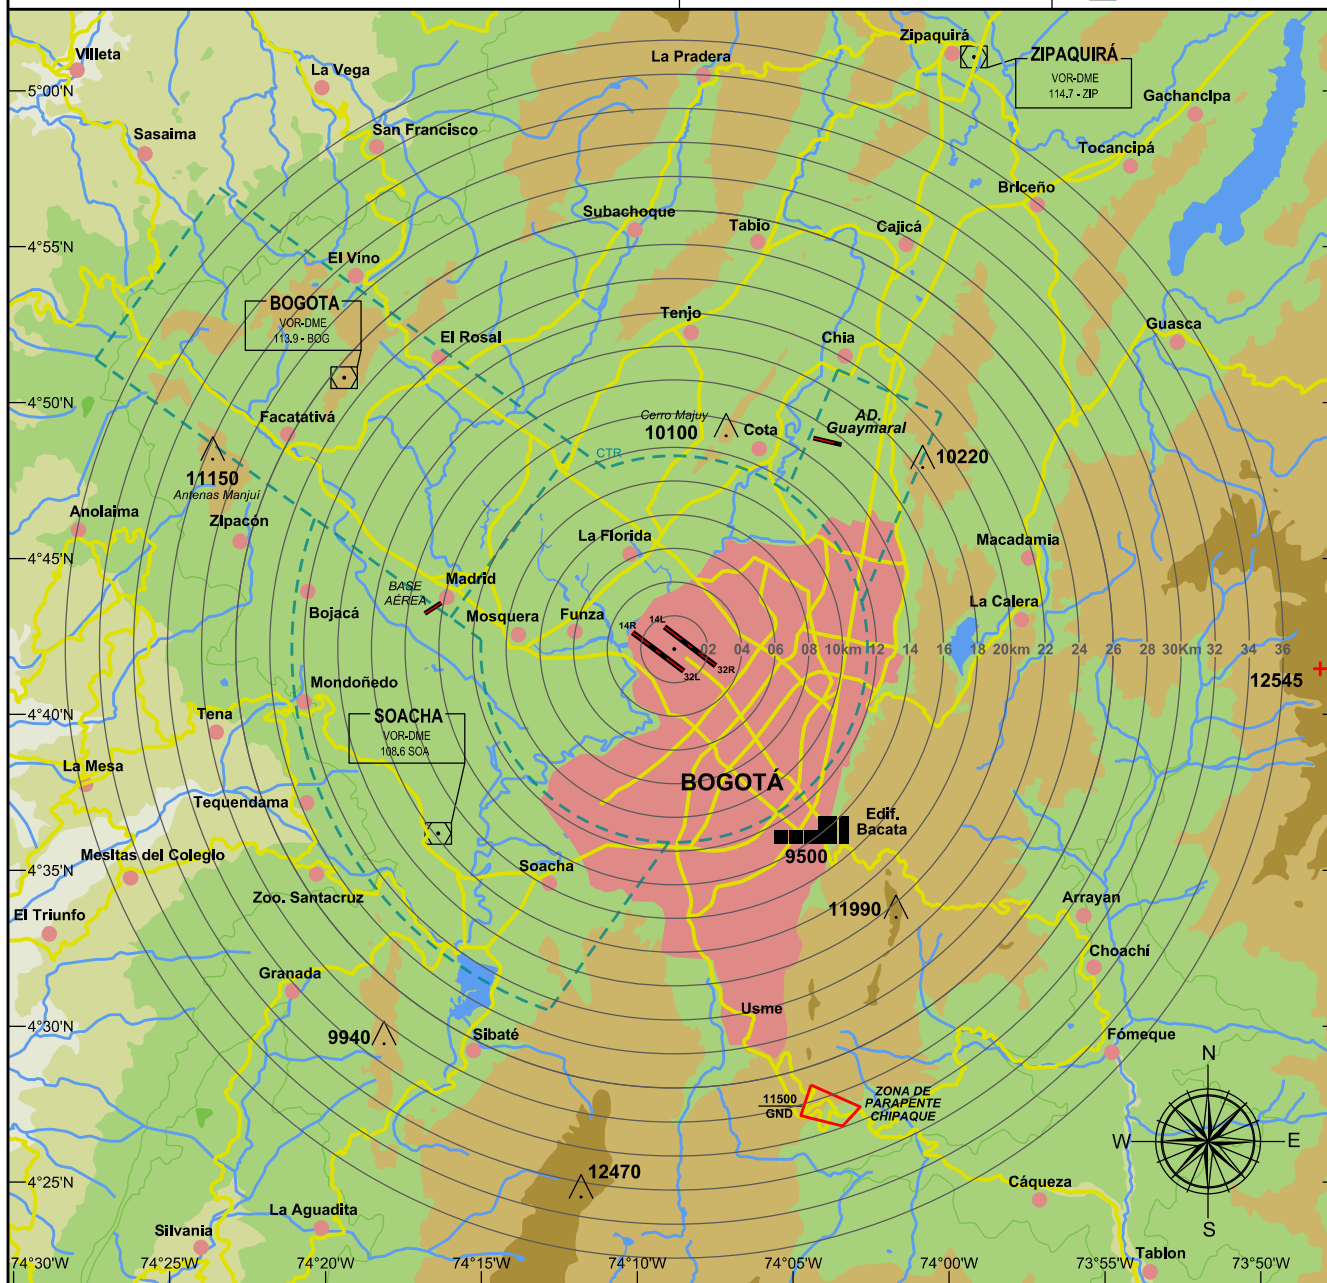 Villeta
La Vega
La Pradera
Zipaquirá
ZIPAQUIRÁ
VOR-DME
114.7 - ZIP
5°00'N
Gachancipa
Sasaima
San Francisco
Tocancipá
Briceño
Subachoque
Tabio
Cajicá
4°55'N
El Vino
BOGOTA
VOR-DME
113.9 - BOG
El Rosal
Tenjo
Chia
Guasca
4°50'N
Facatativá
Cerro Majuy
10100
Cota
AD.
Guaymaral
CTR
10220
11150
Antenas Manjui
Anolaima
Zipacón
4°45'N
La Florida
Macadamia
BASE
AÉREA
Madrid
Bojacá
Mosquera
Funza
La Calera
14R
14L
32L
32R
02 04 06 08 10km 12 14 16 18 20km 22 24 26 28 30Km 32 34 36
12545
Mondoñedo
4°40'N
Tena
SOACHA
VOR-DME
108.6 SOA
La Mesa
BOGOTÁ
Tequendama
Edif.
Bacata
9500
Mesitas del Colegio
4°35'N
Soacha
Zoo. Santacruz
11990
Arrayan
El Triunfo
Choachí
Granada
Usme
4°30'N
9940
Sibaté
Fómeque
N
11500
GND
ZONA DE
PARAPENTE
CHIPAQUE
W
E
S
12470
4°25'N
Cáqueza
La Aguadita
Silvania
Tablon
74°30'W 74°25'W 74°20'W 74°15'W 74°10'W 74°05'W 74°00'W 73°55'W 73°50'W